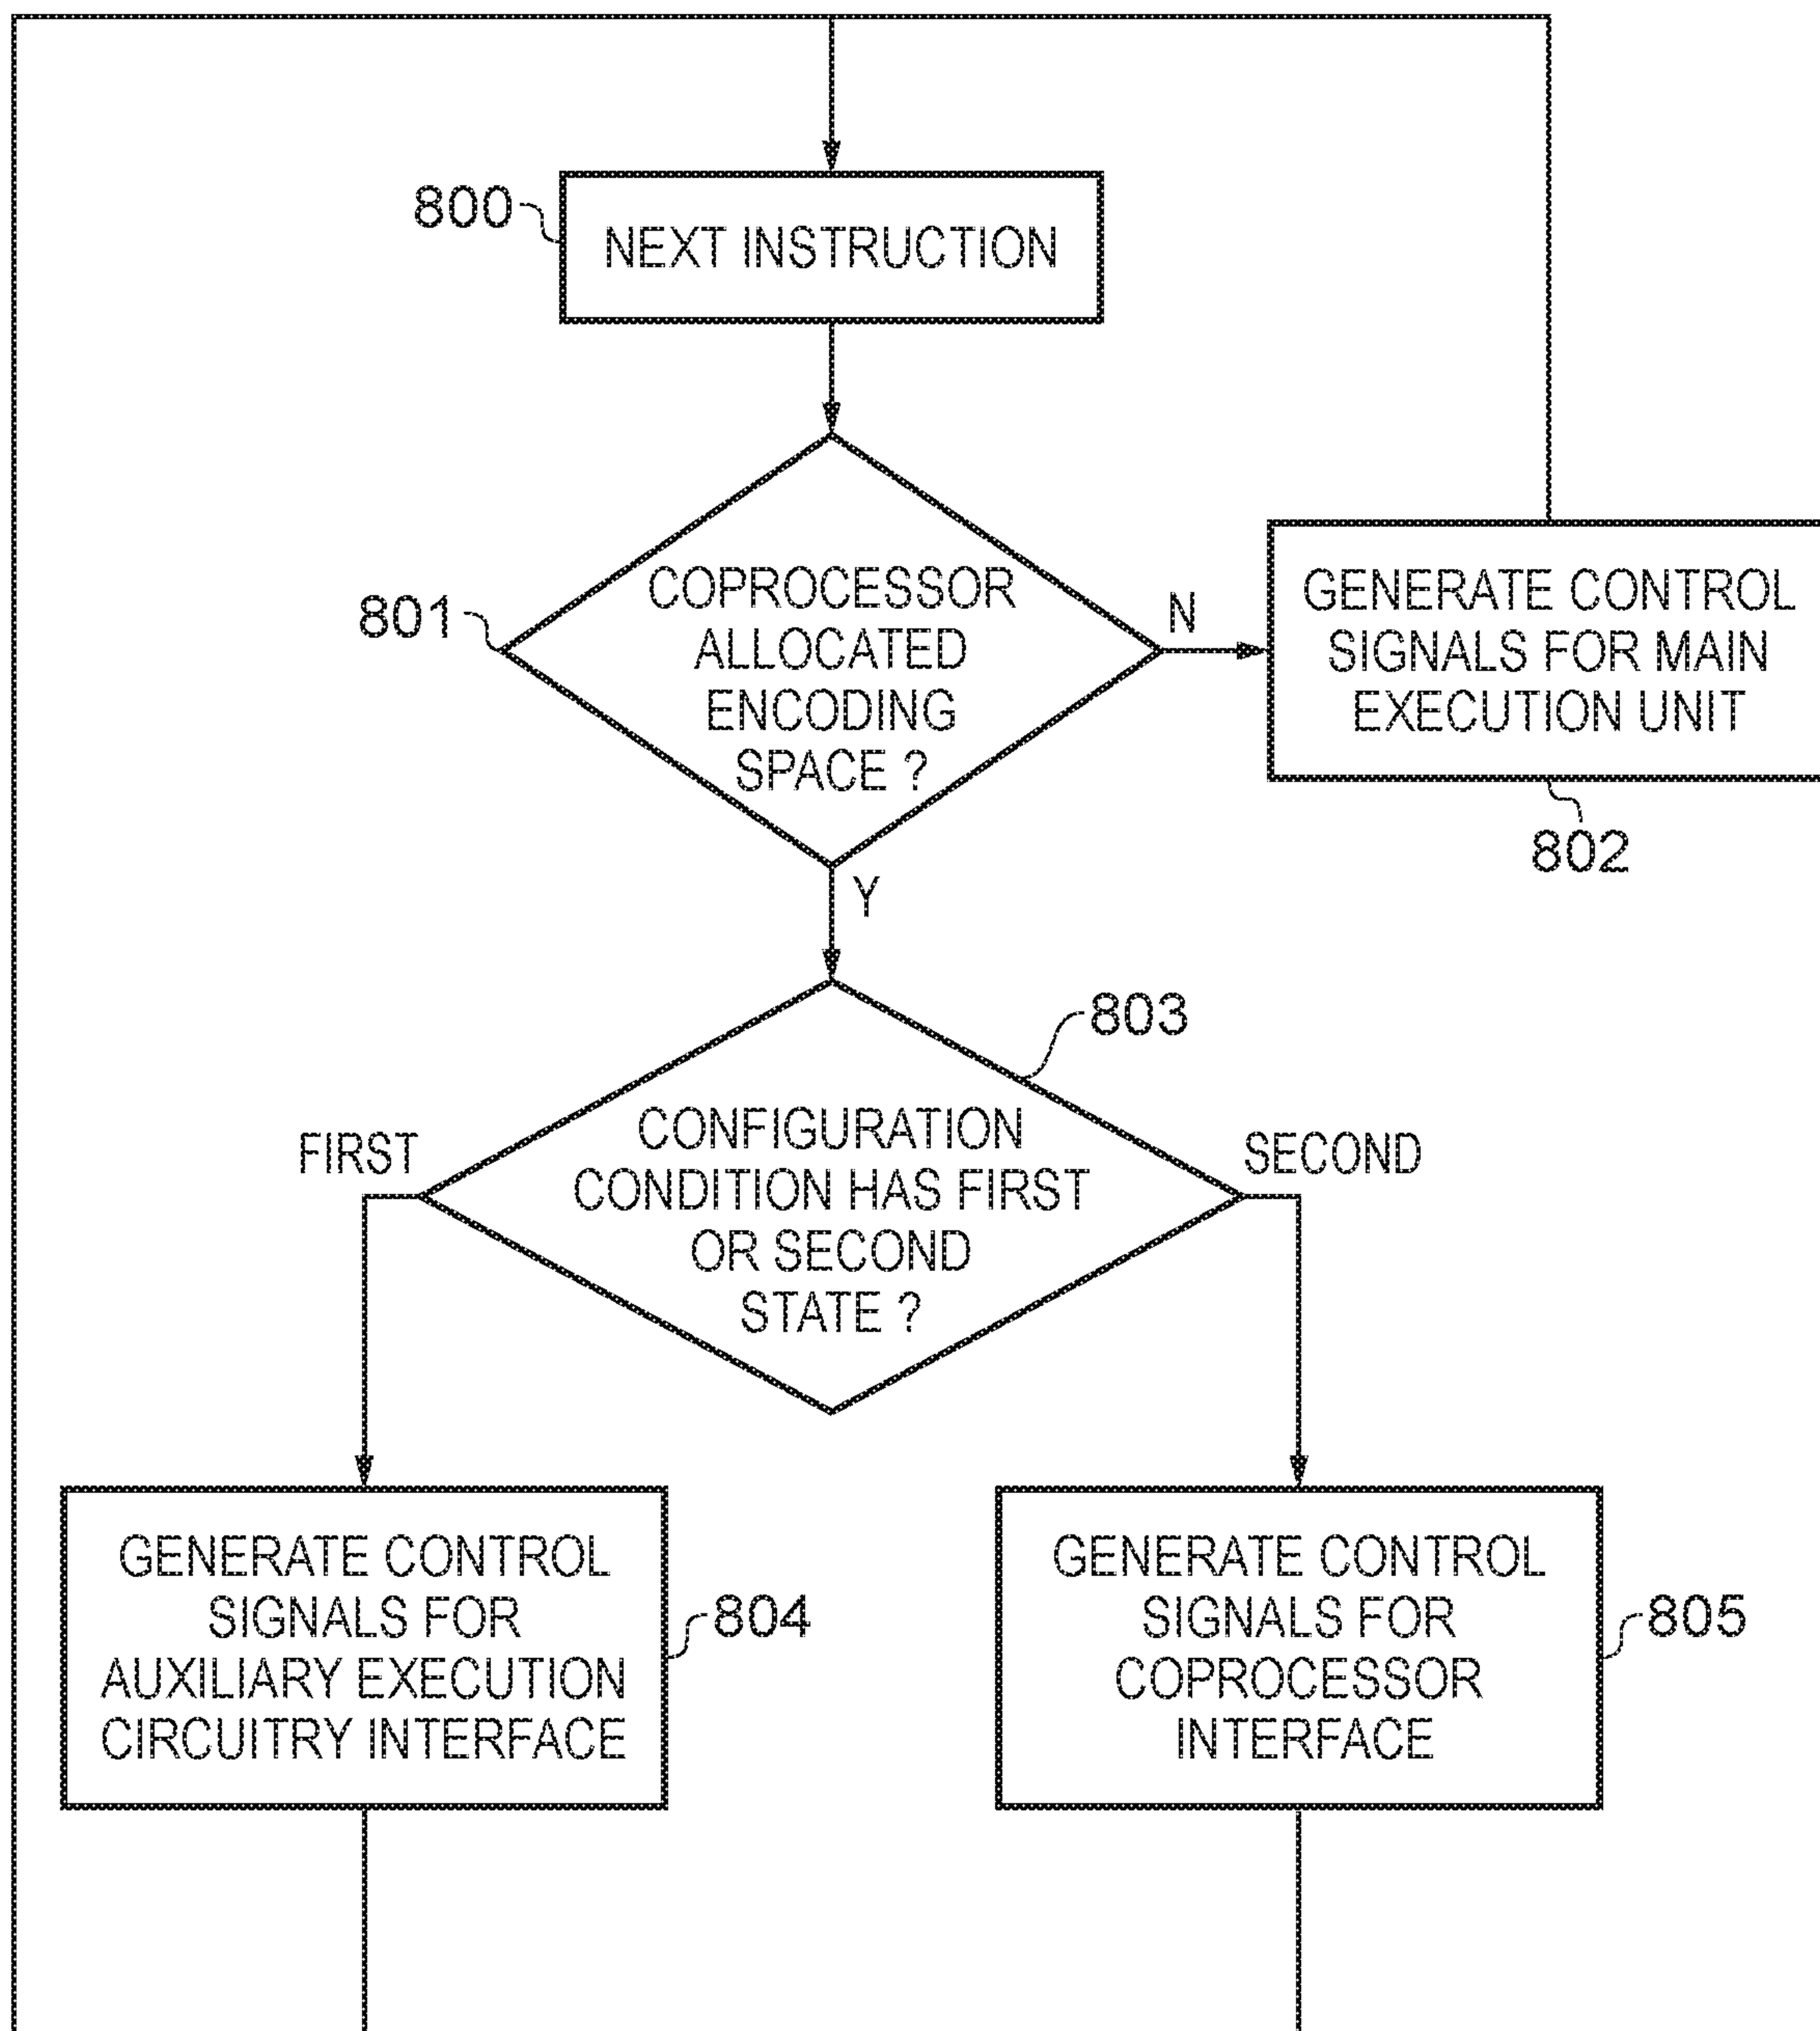 800
NEXT INSTRUCTION
801
COPROCESSOR
ALLOCATED
ENCODING
SPACE ?
N
GENERATE CONTROL
SIGNALS FOR MAIN
EXECUTION UNIT
802
Y
803
CONFIGURATION
CONDITION HAS FIRST
OR SECOND
STATE ?
FIRST
SECOND
GENERATE CONTROL
SIGNALS FOR
AUXILIARY EXECUTION
CIRCUITRY INTERFACE
804
GENERATE CONTROL
SIGNALS FOR
COPROCESSOR
INTERFACE
805